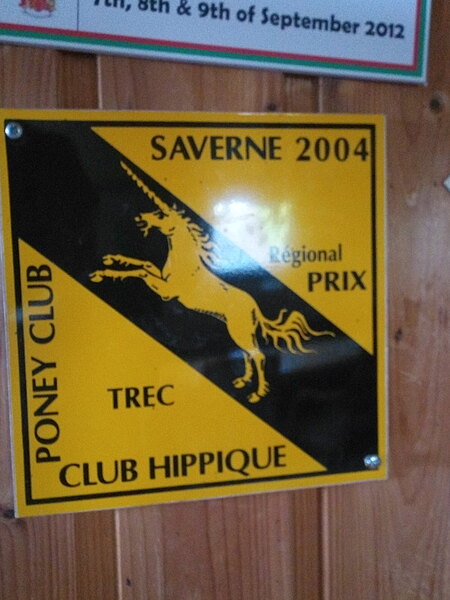 7th, 8th & 9th of September 2012
SAVERNE 2004
Régional
PRIX
PONEY CLUB
TREC
CLUB HIPPIQUE